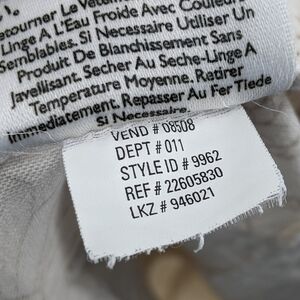 Retourner Le Vêtement
Linge A L'Eau Froide Avec Couleurs
Semblables. Si Necessaire Utiliser Un
Produit De Blanchissement Sans
Javellisant. Secher Au Seche-Linge A
Temperature Moyenne. Retirer
Immediatement. Repasser Au Fer Tiede
Si Necessaire.
VEND # 08508
DEPT # 011
STYLE ID # 9962
REF # 22605830
LKZ # 946021